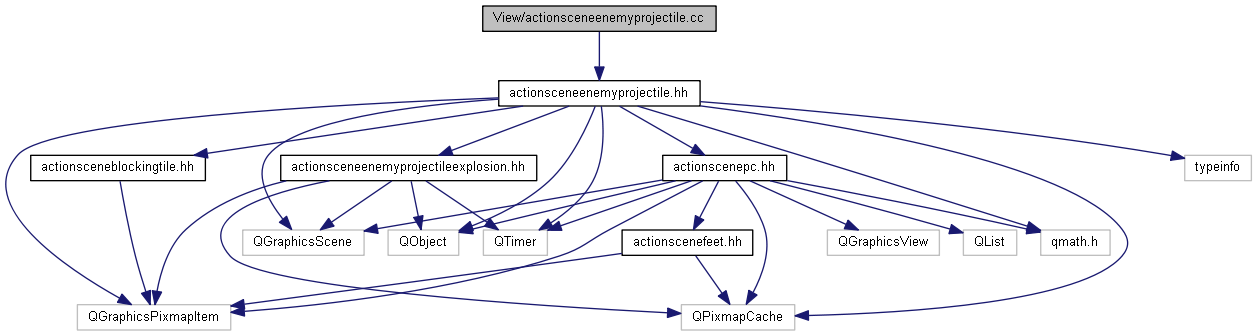 View/actionsceneenemyprojectile.cc
actionsceneenemyprojectile.hh
actionsceneblockingtile.hh
actionsceneenemyprojectileexplosion.hh
actionscenepc.hh
typeinfo
QGraphicsScene
QObject
QTimer
actionscenefeet.hh
QGraphicsView
QList
qmath.h
QGraphicsPixmapItem
QPixmapCache